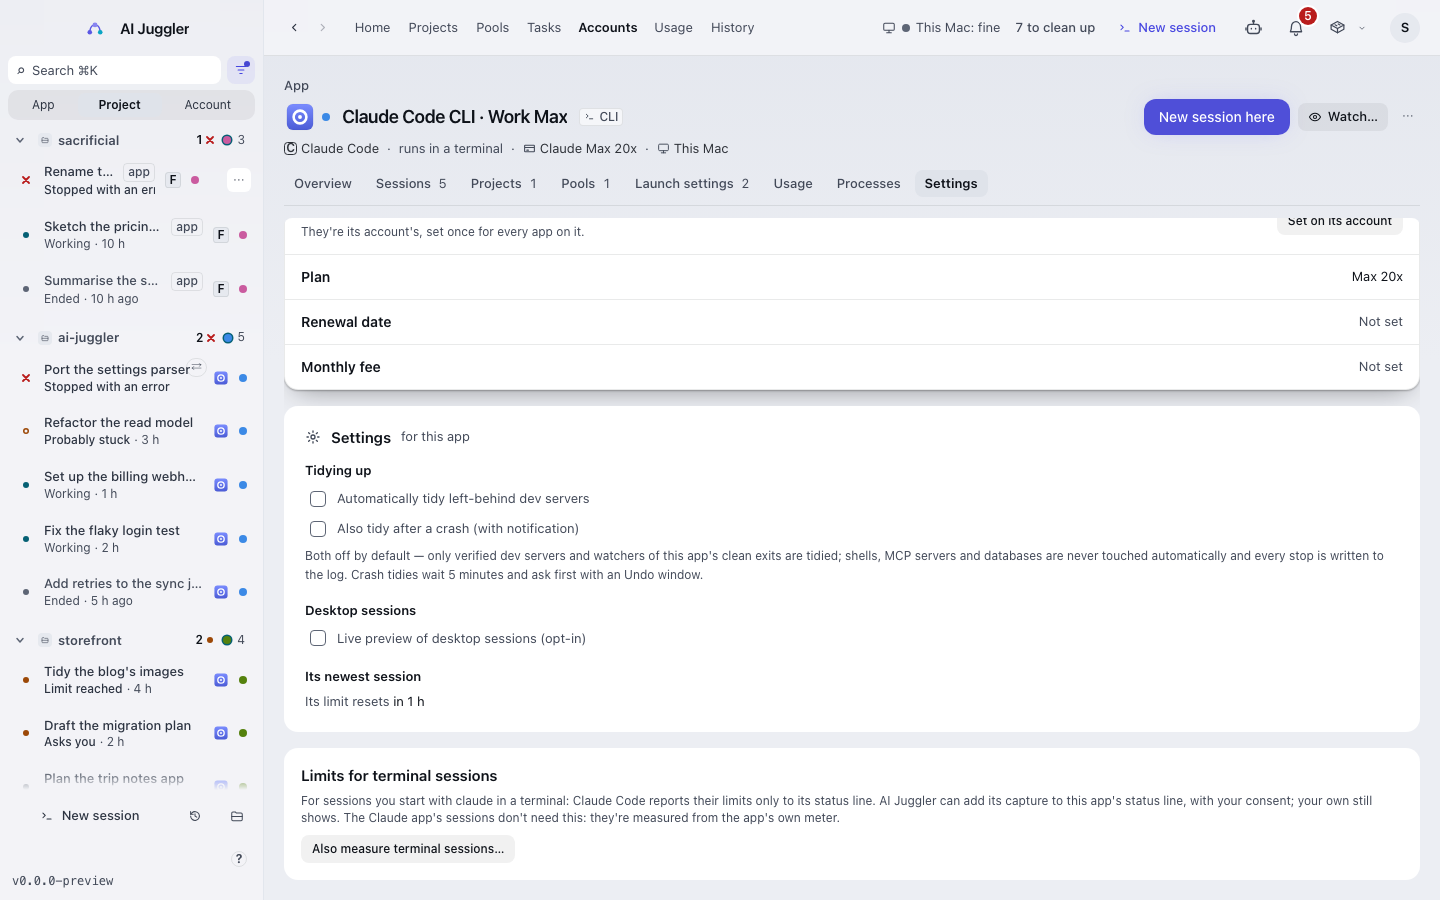 AI Juggler
Search ⌘K
App Project Account
sacrificial 1 3
Rename t... app F
Stopped with an err
Sketch the pricin... app F
Working · 10 h
Summarise the s... app F
Ended · 10 h ago
ai-juggler 2 5
Port the settings parser
Stopped with an error
Refactor the read model
Probably stuck · 3 h
Set up the billing webh...
Working · 1 h
Fix the flaky login test
Working · 2 h
Add retries to the sync j...
Ended · 5 h ago
storefront 2 4
Tidy the blog's images
Limit reached · 4 h
Draft the migration plan
Asks you · 2 h
Plan the trip notes app
New session
?
v0.0.0-preview
Home Projects Pools Tasks Accounts Usage History
This Mac: fine 7 to clean up New session 5 S
App
Claude Code CLI · Work Max CLI
New session here Watch... ...
Claude Code · runs in a terminal · Claude Max 20x · This Mac
Overview Sessions 5 Projects 1 Pools 1 Launch settings 2 Usage Processes Settings
They're its account's, set once for every app on it. Set on its account
Plan Max 20x
Renewal date Not set
Monthly fee Not set
Settings for this app
Tidying up
Automatically tidy left-behind dev servers
Also tidy after a crash (with notification)
Both off by default — only verified dev servers and watchers of this app's clean exits are tidied; shells, MCP servers and databases are never touched automatically and every stop is written to
the log. Crash tidies wait 5 minutes and ask first with an Undo window.
Desktop sessions
Live preview of desktop sessions (opt-in)
Its newest session
Its limit resets in 1 h
Limits for terminal sessions
For sessions you start with claude in a terminal: Claude Code reports their limits only to its status line. AI Juggler can add its capture to this app's status line, with your consent; your own still
shows. The Claude app's sessions don't need this: they're measured from the app's own meter.
Also measure terminal sessions...